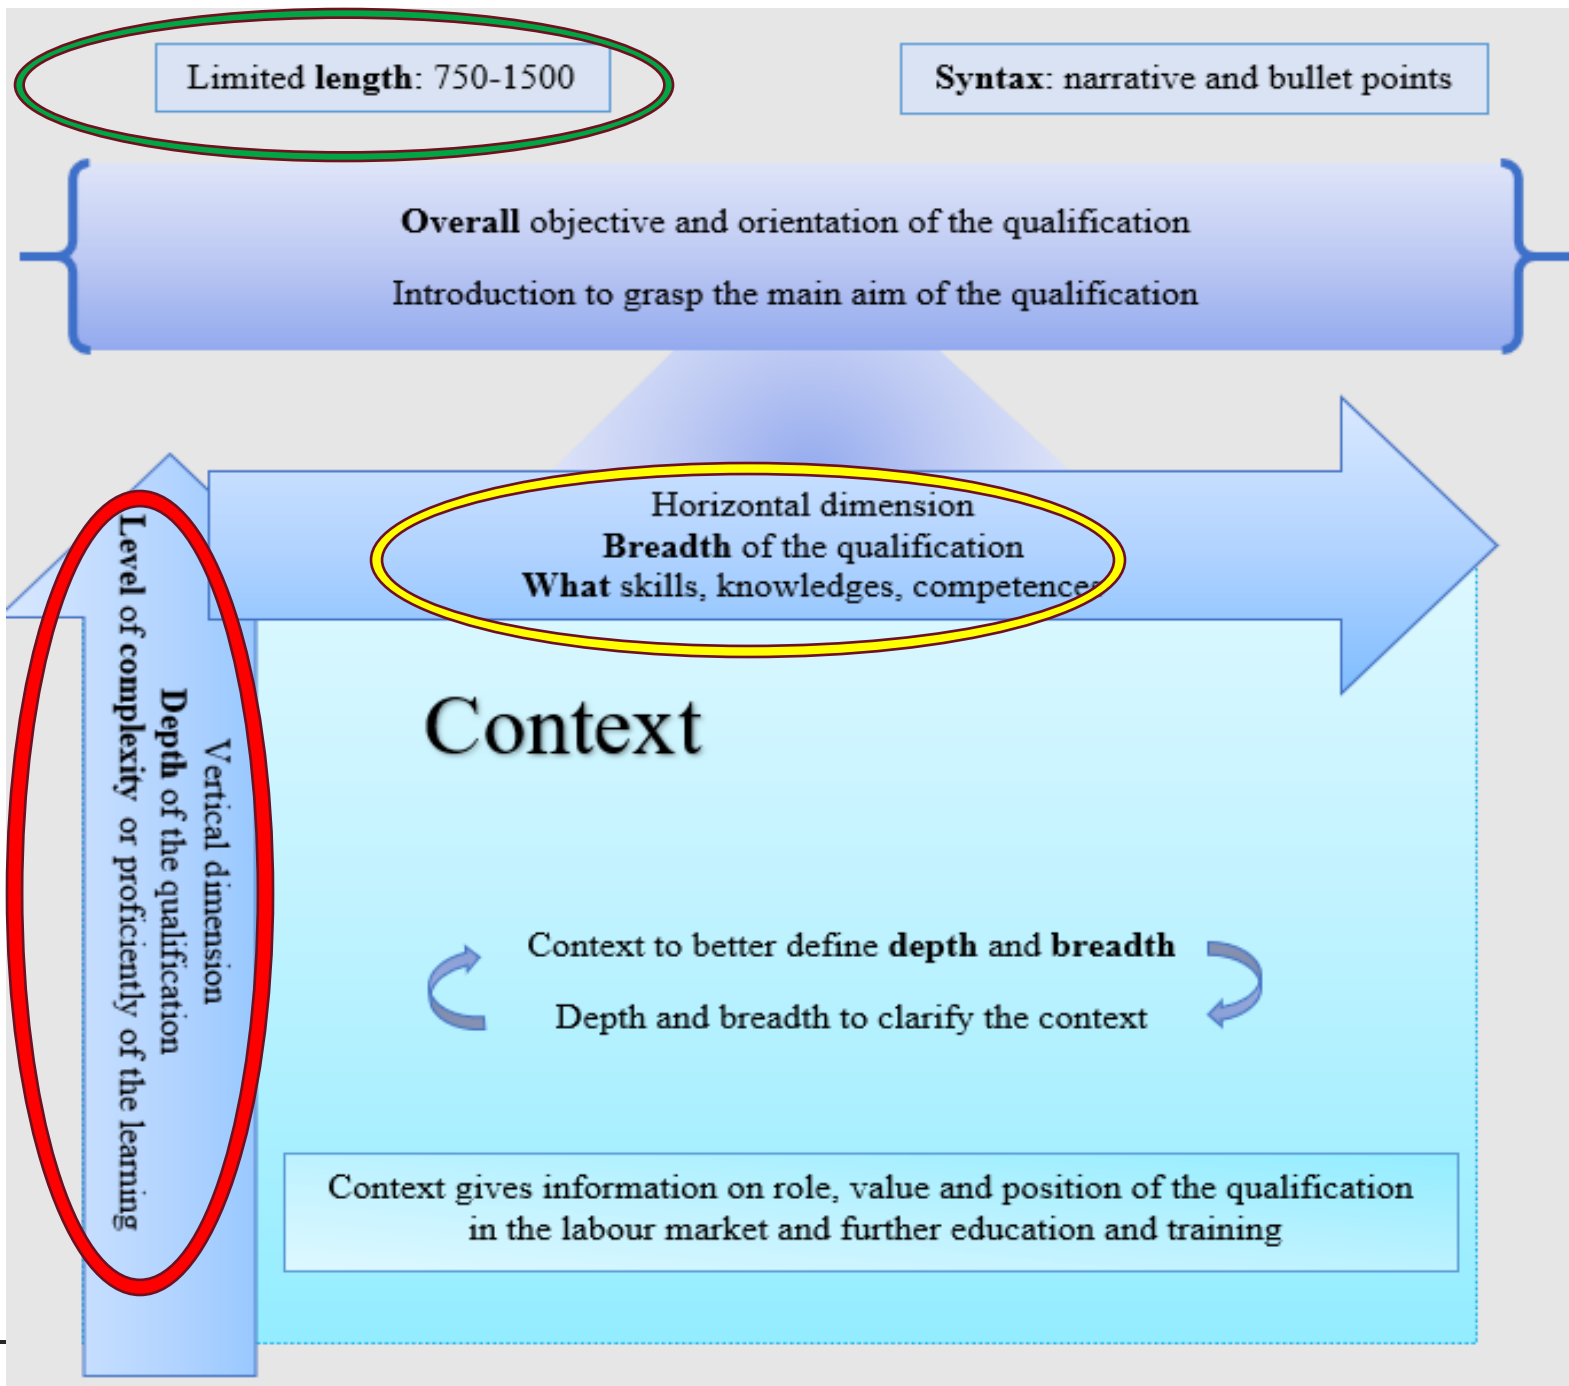 Limited length: 750-1500
Syntax: narrative and bullet points
Overall objective and orientation of the qualification
Introduction to grasp the main aim of the qualification
Horizontal dimension
Breadth of the qualification
What skills, knowledges, competences
Vertical dimension
Depth of the qualification
Level of complexity or proficiently of the learning
Context
Context to better define depth and breadth
Depth and breadth to clarify the context
Context gives information on role, value and position of the qualification
in the labour market and further education and training